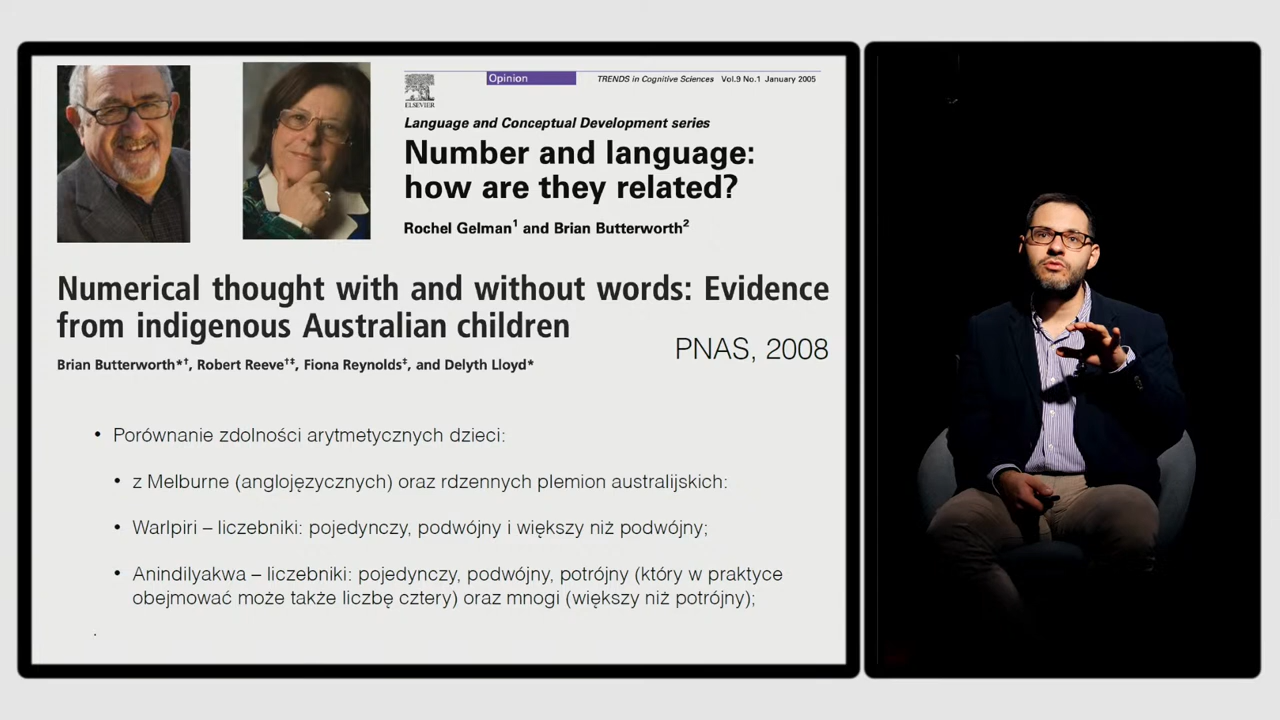 Opinion
TRENDS in Cognitive Sciences Vol.9 No.1 January 2005
ELSEVIER
Language and Conceptual Development series
Number and language:
how are they related?
Rochel Gelman¹ and Brian Butterworth²
Numerical thought with and without words: Evidence
from indigenous Australian children
PNAS, 2008
Brian Butterworth*†, Robert Reeve†‡, Fiona Reynolds‡, and Delyth Lloyd*
• Porównanie zdolności arytmetycznych dzieci:
• z Melburne (anglojęzycznych) oraz rdzennych plemion australijskich:
• Warlpiri – liczebniki: pojedynczy, podwójny i większy niż podwójny;
• Anindilyakwa – liczebniki: pojedynczy, podwójny, potrójny (który w praktyce
obejmować może także liczbę cztery) oraz mnogi (większy niż potrójny);
.